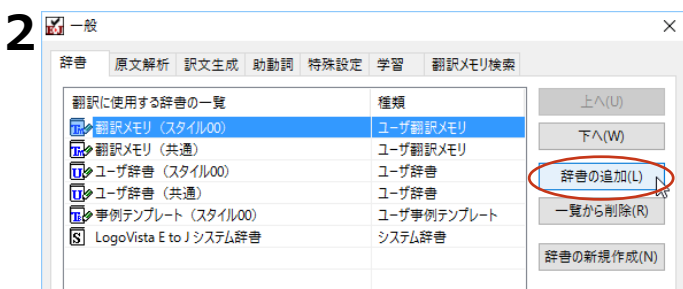 2
一般
辞書 原文解析 訳文生成 助動詞 特殊設定 学習 翻訳メモリ検索
翻訳に使用する辞書の一覧 種類
翻訳メモリ（スタイル00） ユーザ翻訳メモリ
翻訳メモリ（共通） ユーザ翻訳メモリ
ユーザ辞書（スタイル00） ユーザ辞書
ユーザ辞書（共通） ユーザ辞書
事例テンプレート（スタイル00） ユーザ事例テンプレート
LogoVista E to J システム辞書 システム辞書
上へ(U)
下へ(W)
辞書の追加(L)
一覧から削除(R)
辞書の新規作成(N)